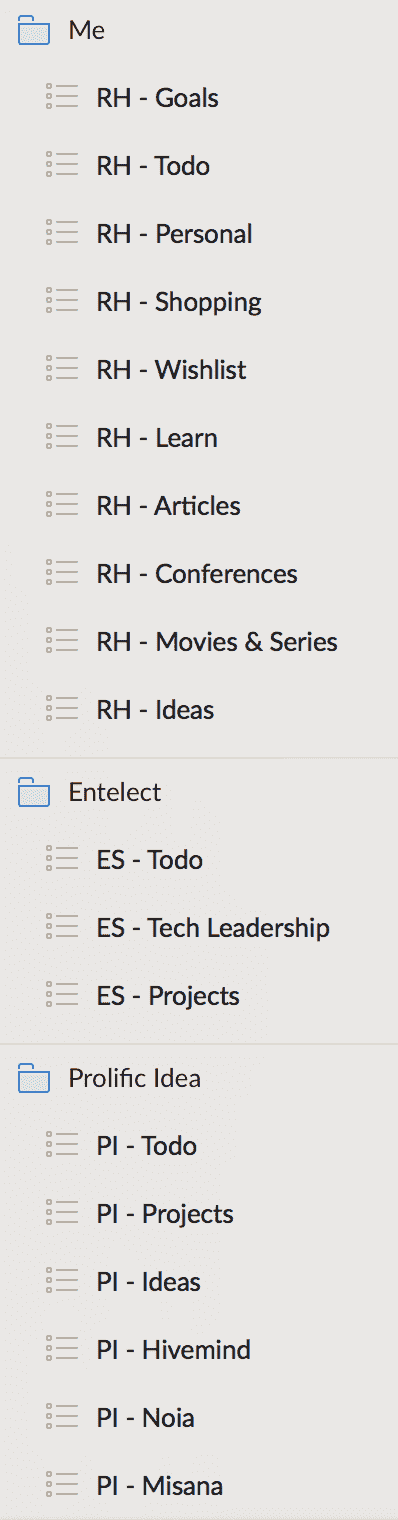 Me
RH - Goals
RH - Todo
RH - Personal
RH - Shopping
RH - Wishlist
RH - Learn
RH - Articles
RH - Conferences
RH - Movies & Series
RH - Ideas
Entelect
ES - Todo
ES - Tech Leadership
ES - Projects
Prolific Idea
PI - Todo
PI - Projects
PI - Ideas
PI - Hivemind
PI - Noia
PI - Misana